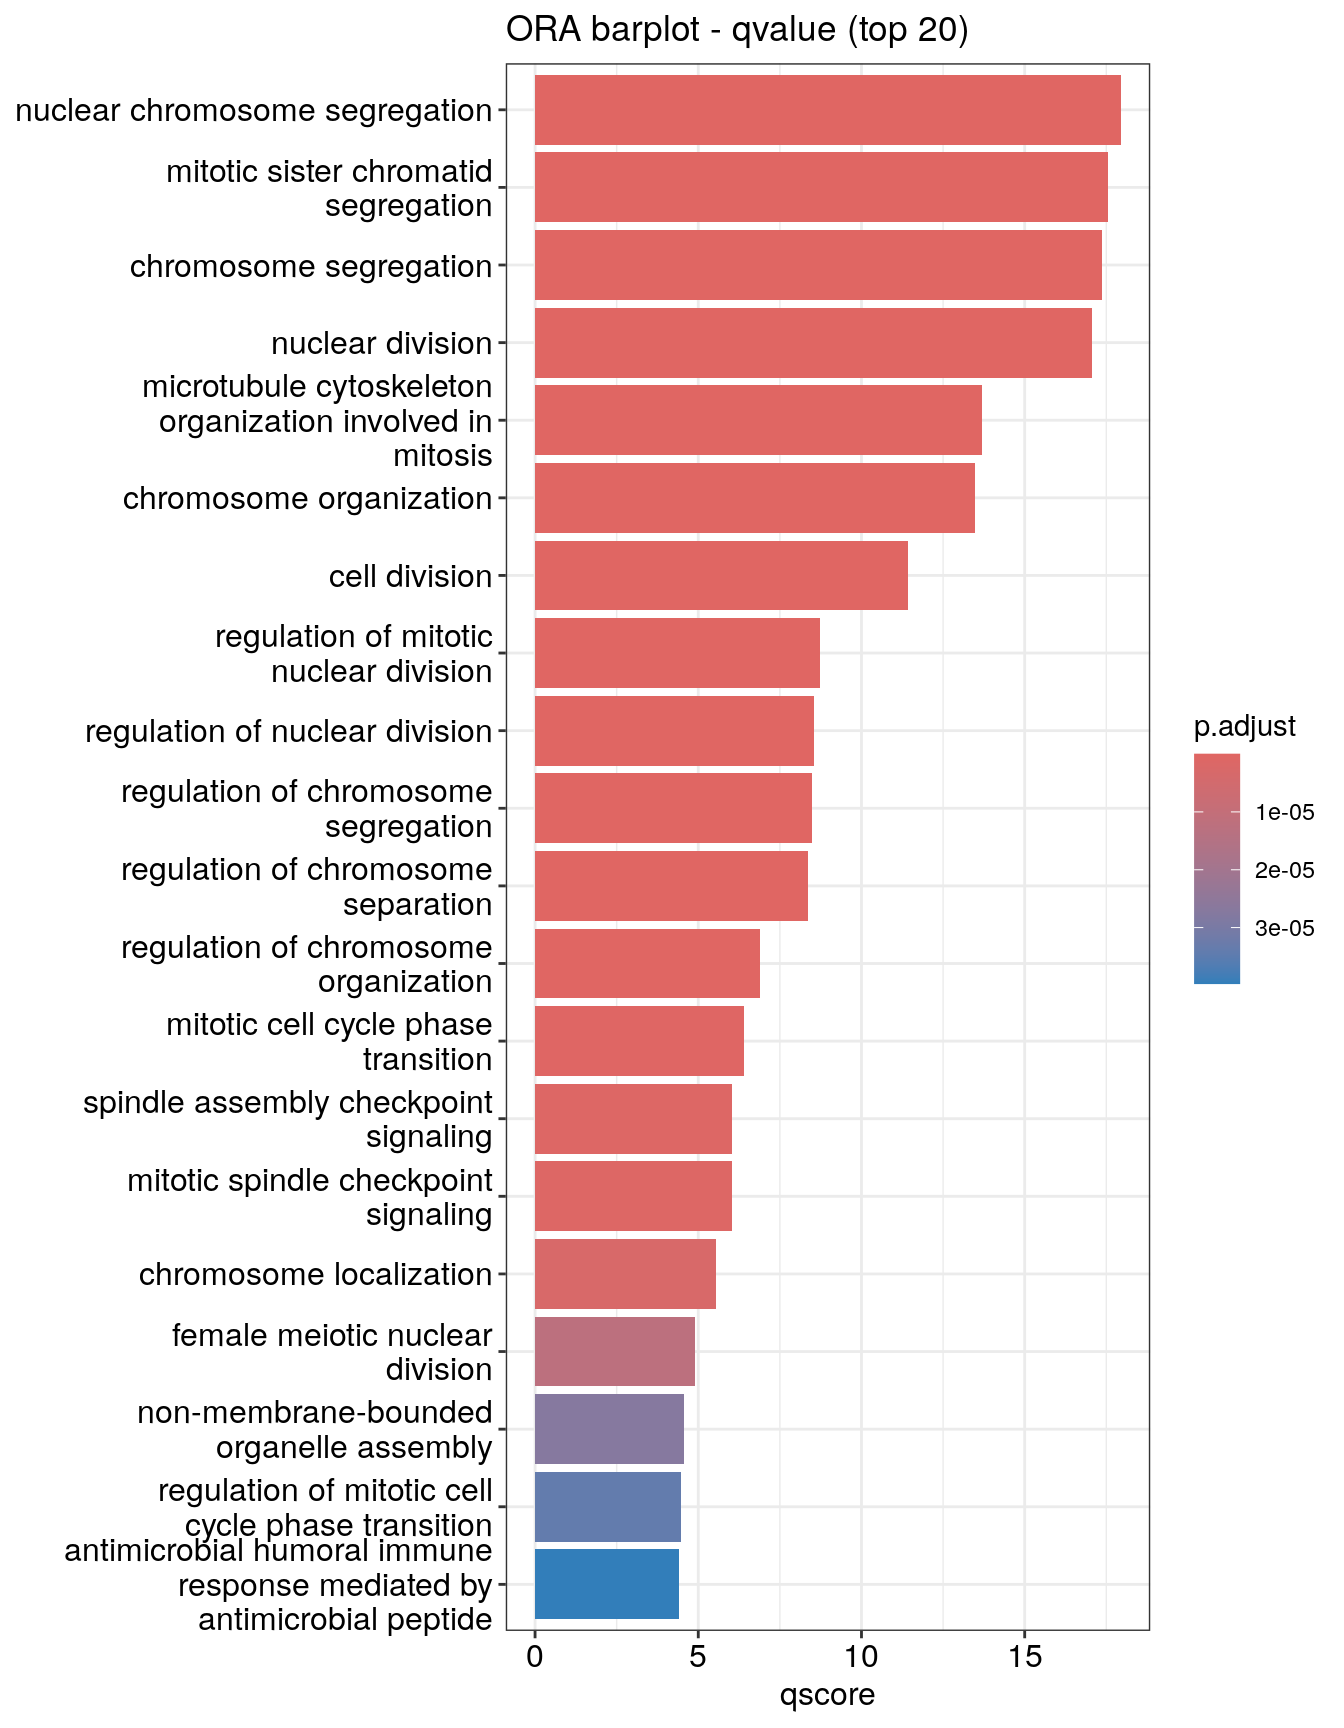 ORA barplot - qvalue (top 20)
nuclear chromosome segregation
mitotic sister chromatid
segregation
chromosome segregation
nuclear division
microtubule cytoskeleton
organization involved in
mitosis
chromosome organization
cell division
regulation of mitotic
nuclear division
regulation of nuclear division
regulation of chromosome
segregation
regulation of chromosome
separation
regulation of chromosome
organization
mitotic cell cycle phase
transition
spindle assembly checkpoint
signaling
mitotic spindle checkpoint
signaling
chromosome localization
female meiotic nuclear
division
non-membrane-bounded
organelle assembly
regulation of mitotic cell
cycle phase transition
antimicrobial humoral immune
response mediated by
antimicrobial peptide
0 5 10 15
qscore
p.adjust
1e-05
2e-05
3e-05